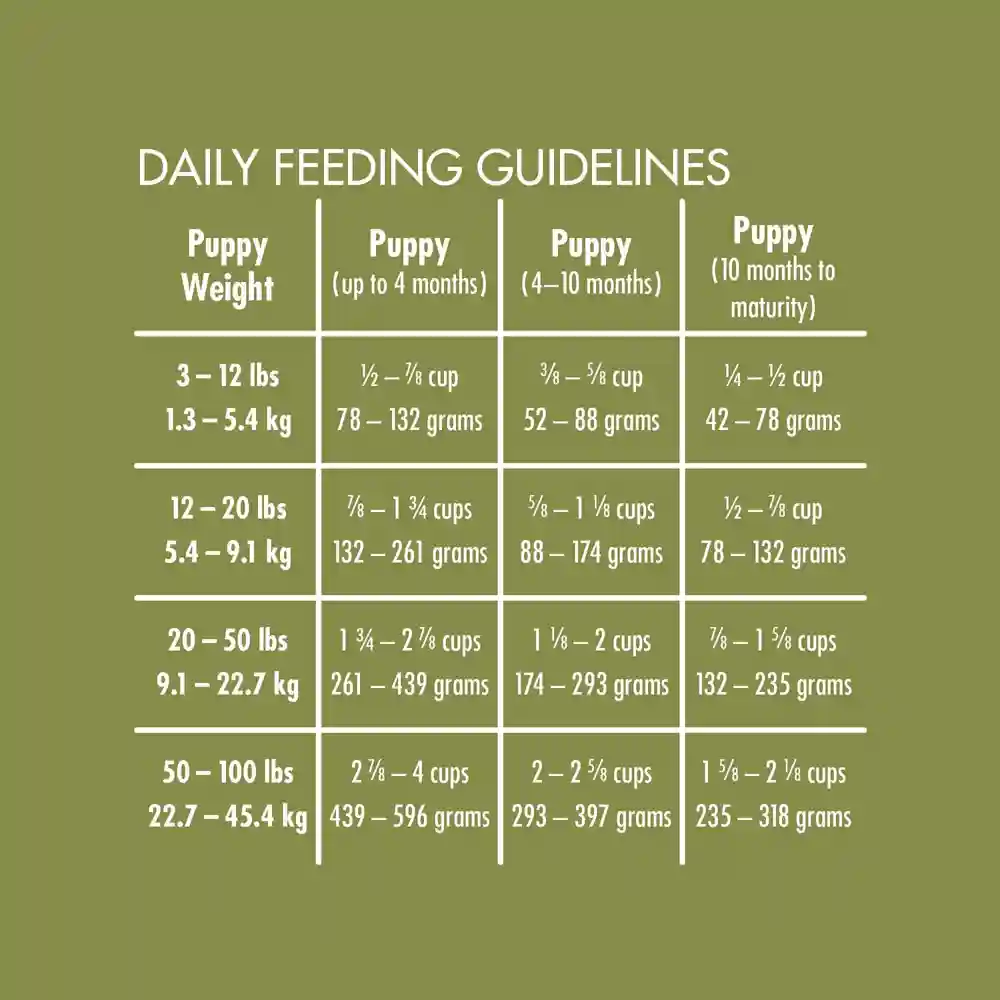 DAILY FEEDING GUIDELINES
Puppy
Weight
Puppy
(up to 4 months)
Puppy
(4–10 months)
Puppy
(10 months to
maturity)
3 – 12 lbs
1.3 – 5.4 kg
½ – ⅞ cup
78 – 132 grams
⅜ – ⅝ cup
52 – 88 grams
¼ – ½ cup
42 – 78 grams
12 – 20 lbs
5.4 – 9.1 kg
⅞ – 1 ¾ cups
132 – 261 grams
⅝ – 1 ⅛ cups
88 – 174 grams
½ – ⅞ cup
78 – 132 grams
20 – 50 lbs
9.1 – 22.7 kg
1 ¾ – 2 ⅞ cups
261 – 439 grams
1 ⅛ – 2 cups
174 – 293 grams
⅞ – 1 ⅝ cups
132 – 235 grams
50 – 100 lbs
22.7 – 45.4 kg
2 ⅞ – 4 cups
439 – 596 grams
2 – 2 ⅝ cups
293 – 397 grams
1 ⅝ – 2 ⅛ cups
235 – 318 grams